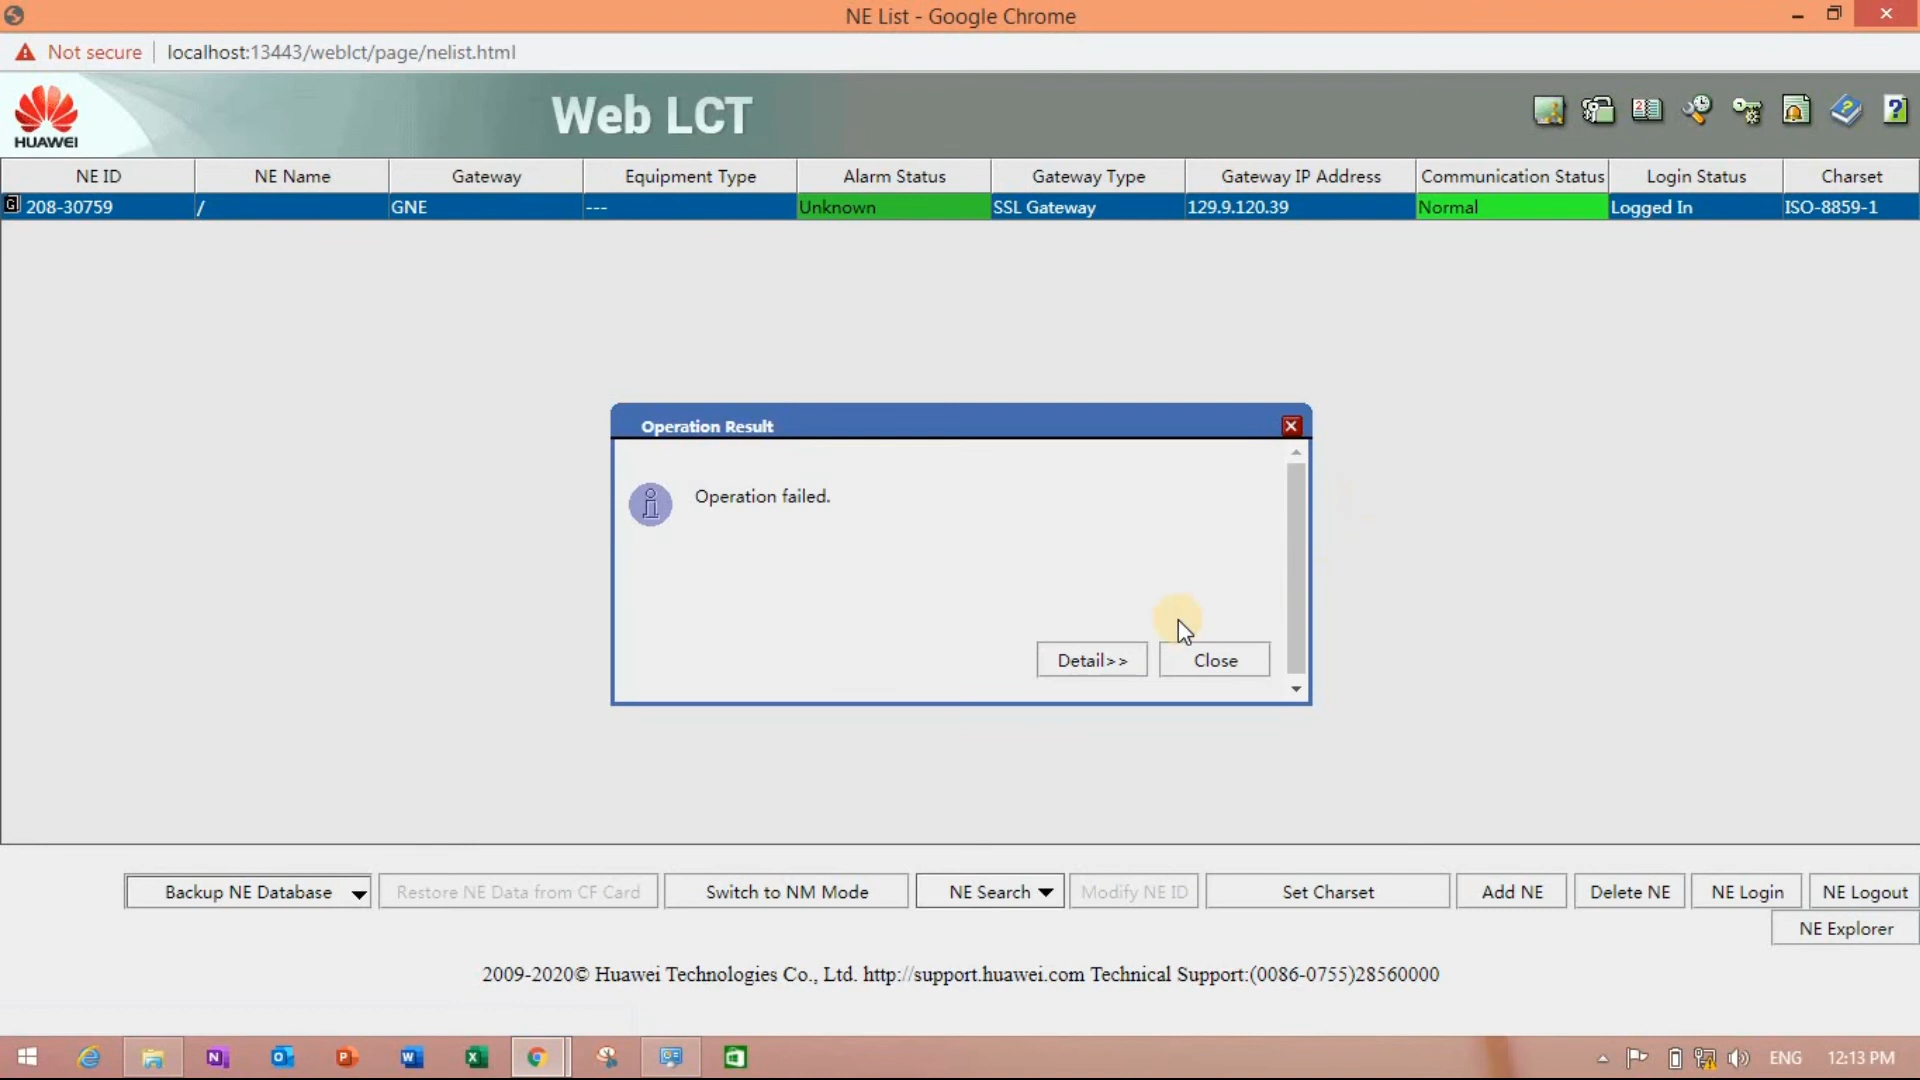 NE List - Google Chrome
Not secure localhost:13443/weblct/page/nelist.html
HUAWEI
Web LCT
NE ID NE Name Gateway Equipment Type Alarm Status Gateway Type Gateway IP Address Communication Status Login Status Charset
G 208-30759 / GNE --- Unknown SSL Gateway 129.9.120.39 Normal Logged In ISO-8859-1
Operation Result
Operation failed.
Detail>> Close
Backup NE Database Restore NE Data from CF Card Switch to NM Mode NE Search Modify NE ID Set Charset Add NE Delete NE NE Login NE Logout
NE Explorer
2009-2020© Huawei Technologies Co., Ltd. http://support.huawei.com Technical Support:(0086-0755)28560000
ENG 12:13 PM